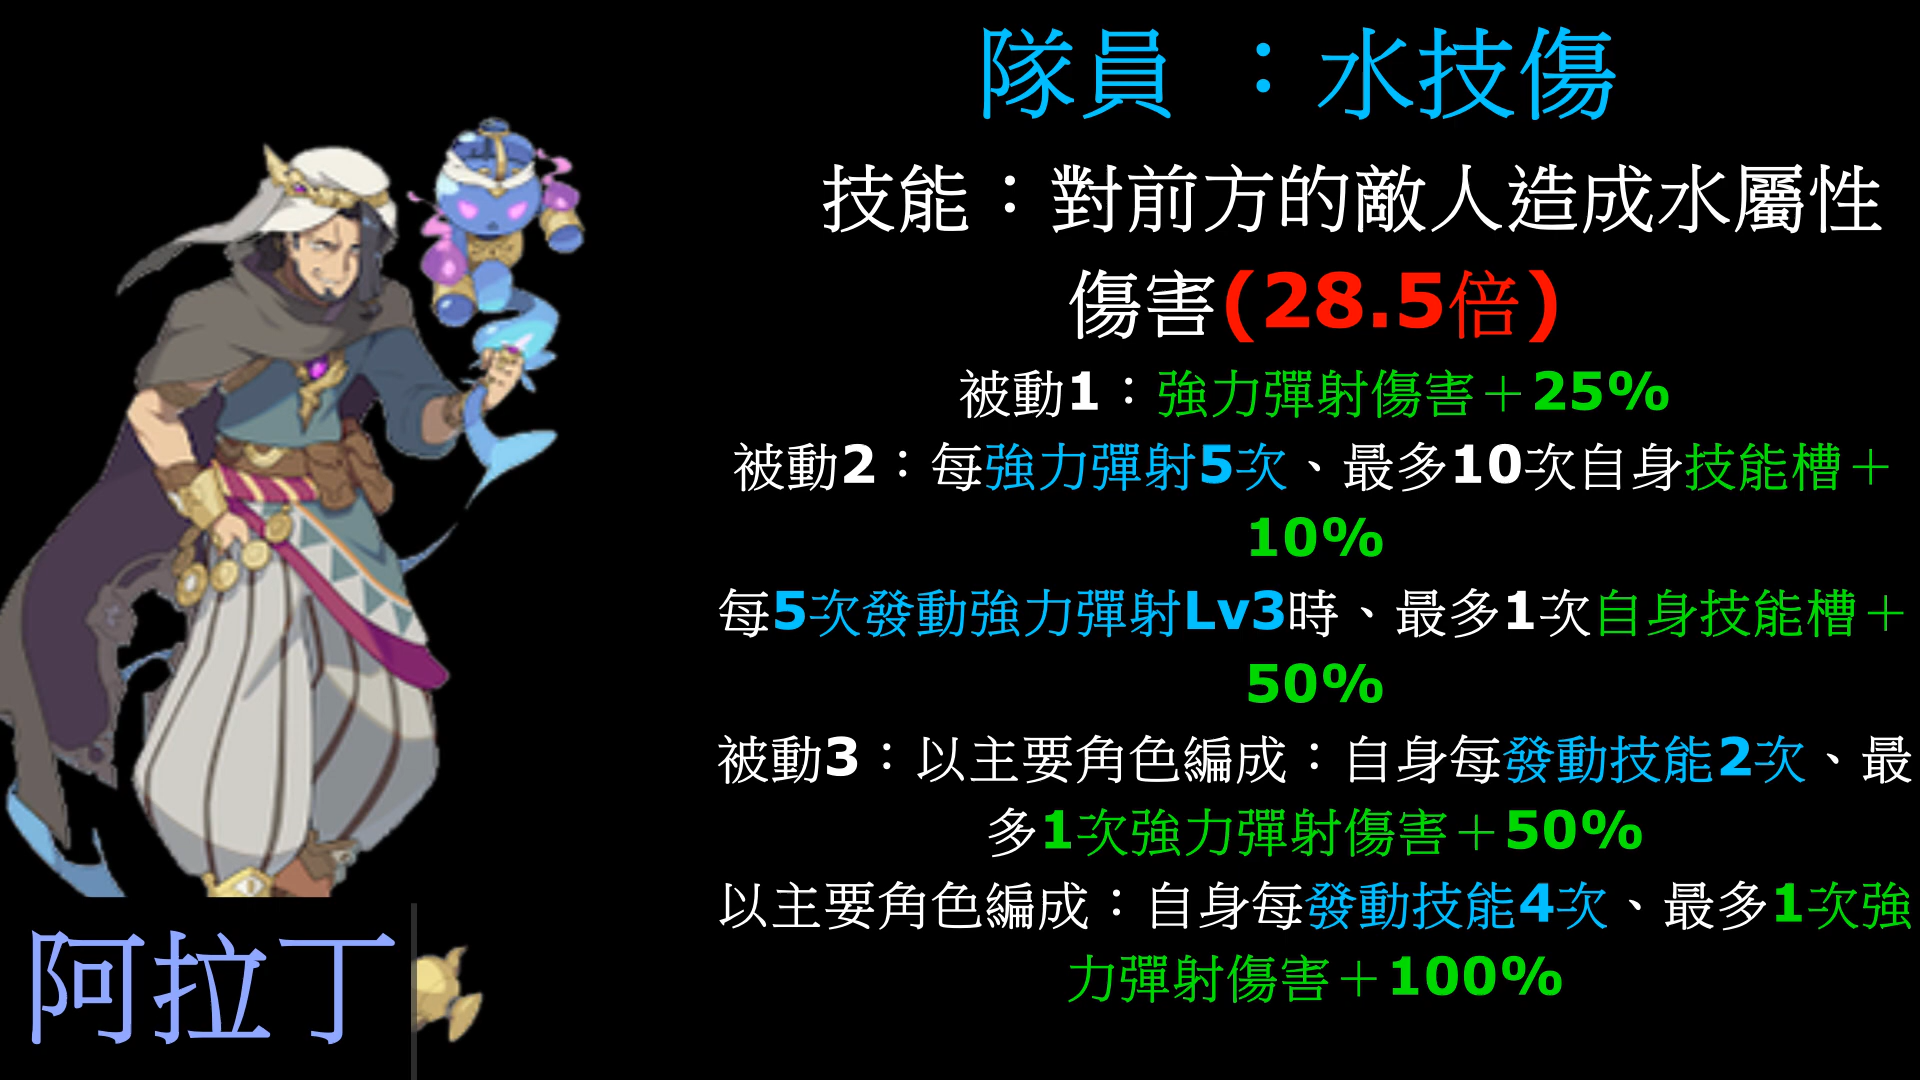 隊員 ：水技傷
技能：對前方的敵人造成水屬性
傷害(28.5倍)
被動1：強力彈射傷害＋25%
被動2：每強力彈射5次、最多10次自身技能槽＋
10%
每5次發動強力彈射Lv3時、最多1次自身技能槽＋
50%
被動3：以主要角色編成：自身每發動技能2次、最
多1次強力彈射傷害＋50%
以主要角色編成：自身每發動技能4次、最多1次強
力彈射傷害＋100%
阿拉丁